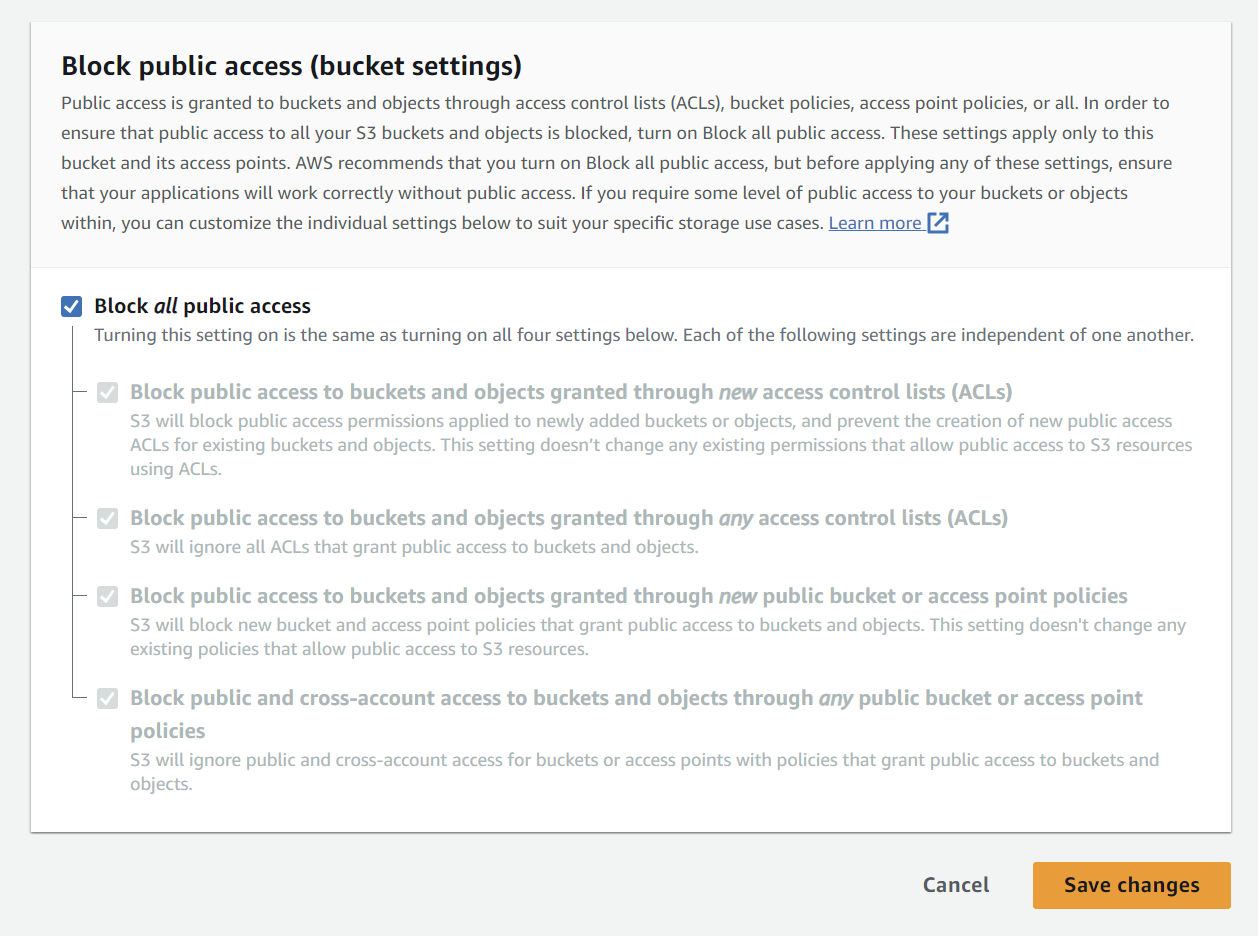 Block public access (bucket settings)
Public access is granted to buckets and objects through access control lists (ACLs), bucket policies, access point policies, or all. In order to
ensure that public access to all your S3 buckets and objects is blocked, turn on Block all public access. These settings apply only to this
bucket and its access points. AWS recommends that you turn on Block all public access, but before applying any of these settings, ensure
that your applications will work correctly without public access. If you require some level of public access to your buckets or objects
within, you can customize the individual settings below to suit your specific storage use cases. Learn more
Block all public access
Turning this setting on is the same as turning on all four settings below. Each of the following settings are independent of one another.
Block public access to buckets and objects granted through new access control lists (ACLs)
S3 will block public access permissions applied to newly added buckets or objects, and prevent the creation of new public access
ACLs for existing buckets and objects. This setting doesn’t change any existing permissions that allow public access to S3 resources
using ACLs.
Block public access to buckets and objects granted through any access control lists (ACLs)
S3 will ignore all ACLs that grant public access to buckets and objects.
Block public access to buckets and objects granted through new public bucket or access point policies
S3 will block new bucket and access point policies that grant public access to buckets and objects. This setting doesn't change any
existing policies that allow public access to S3 resources.
Block public and cross-account access to buckets and objects through any public bucket or access point
policies
S3 will ignore public and cross-account access for buckets or access points with policies that grant public access to buckets and
objects.
Cancel
Save changes